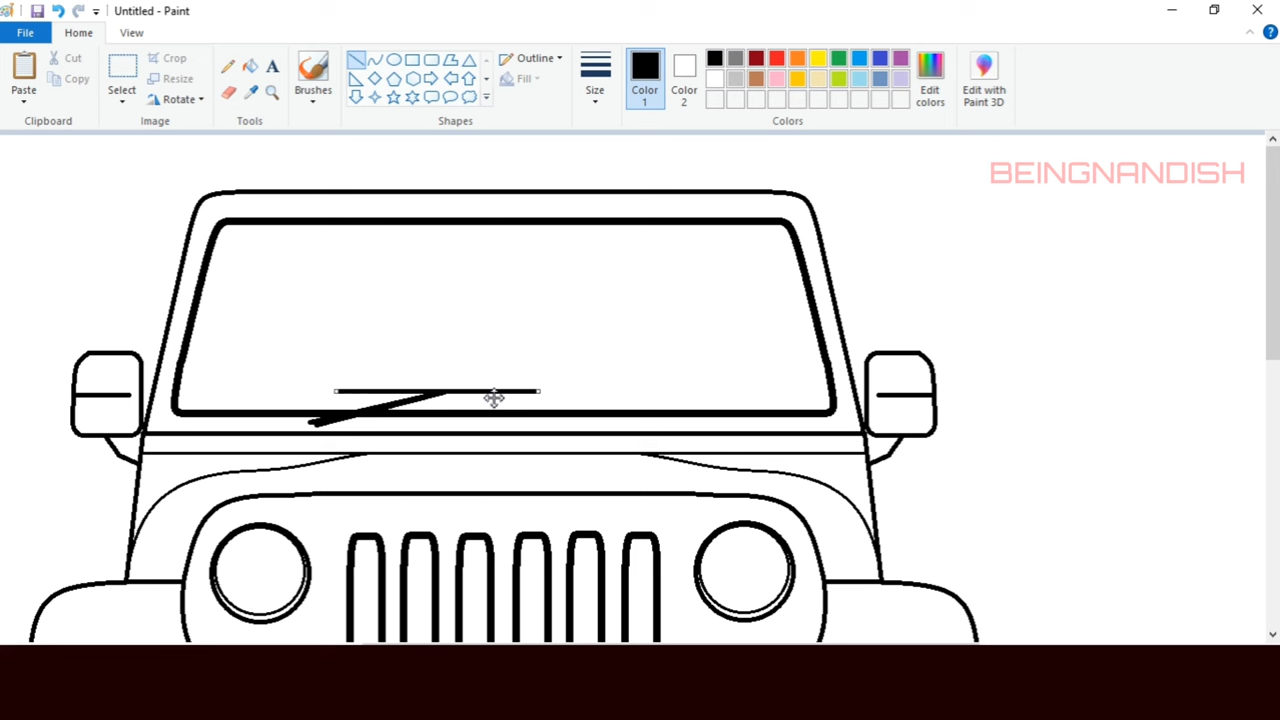 Untitled - Paint
File
Home
View
Paste
Cut
Copy
Clipboard
Select
Crop
Resize
Rotate
Image
A
Tools
Brushes
Shapes
Outline
Fill
Size
Color 1
Color 2
Edit colors
Colors
Edit with Paint 3D
BEINGNANDISH